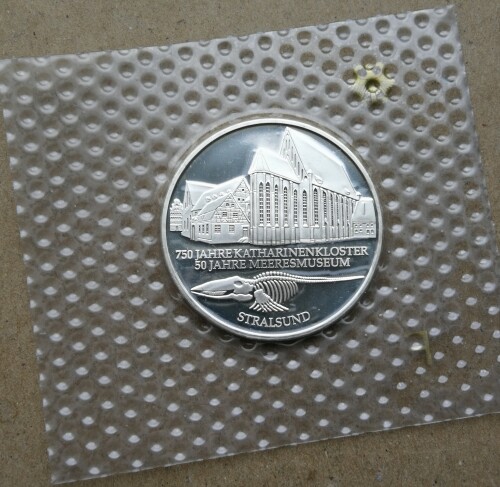 750 JAHRE KATHARINENKLOSTER
50 JAHRE MEERESMUSEUM
STRALSUND